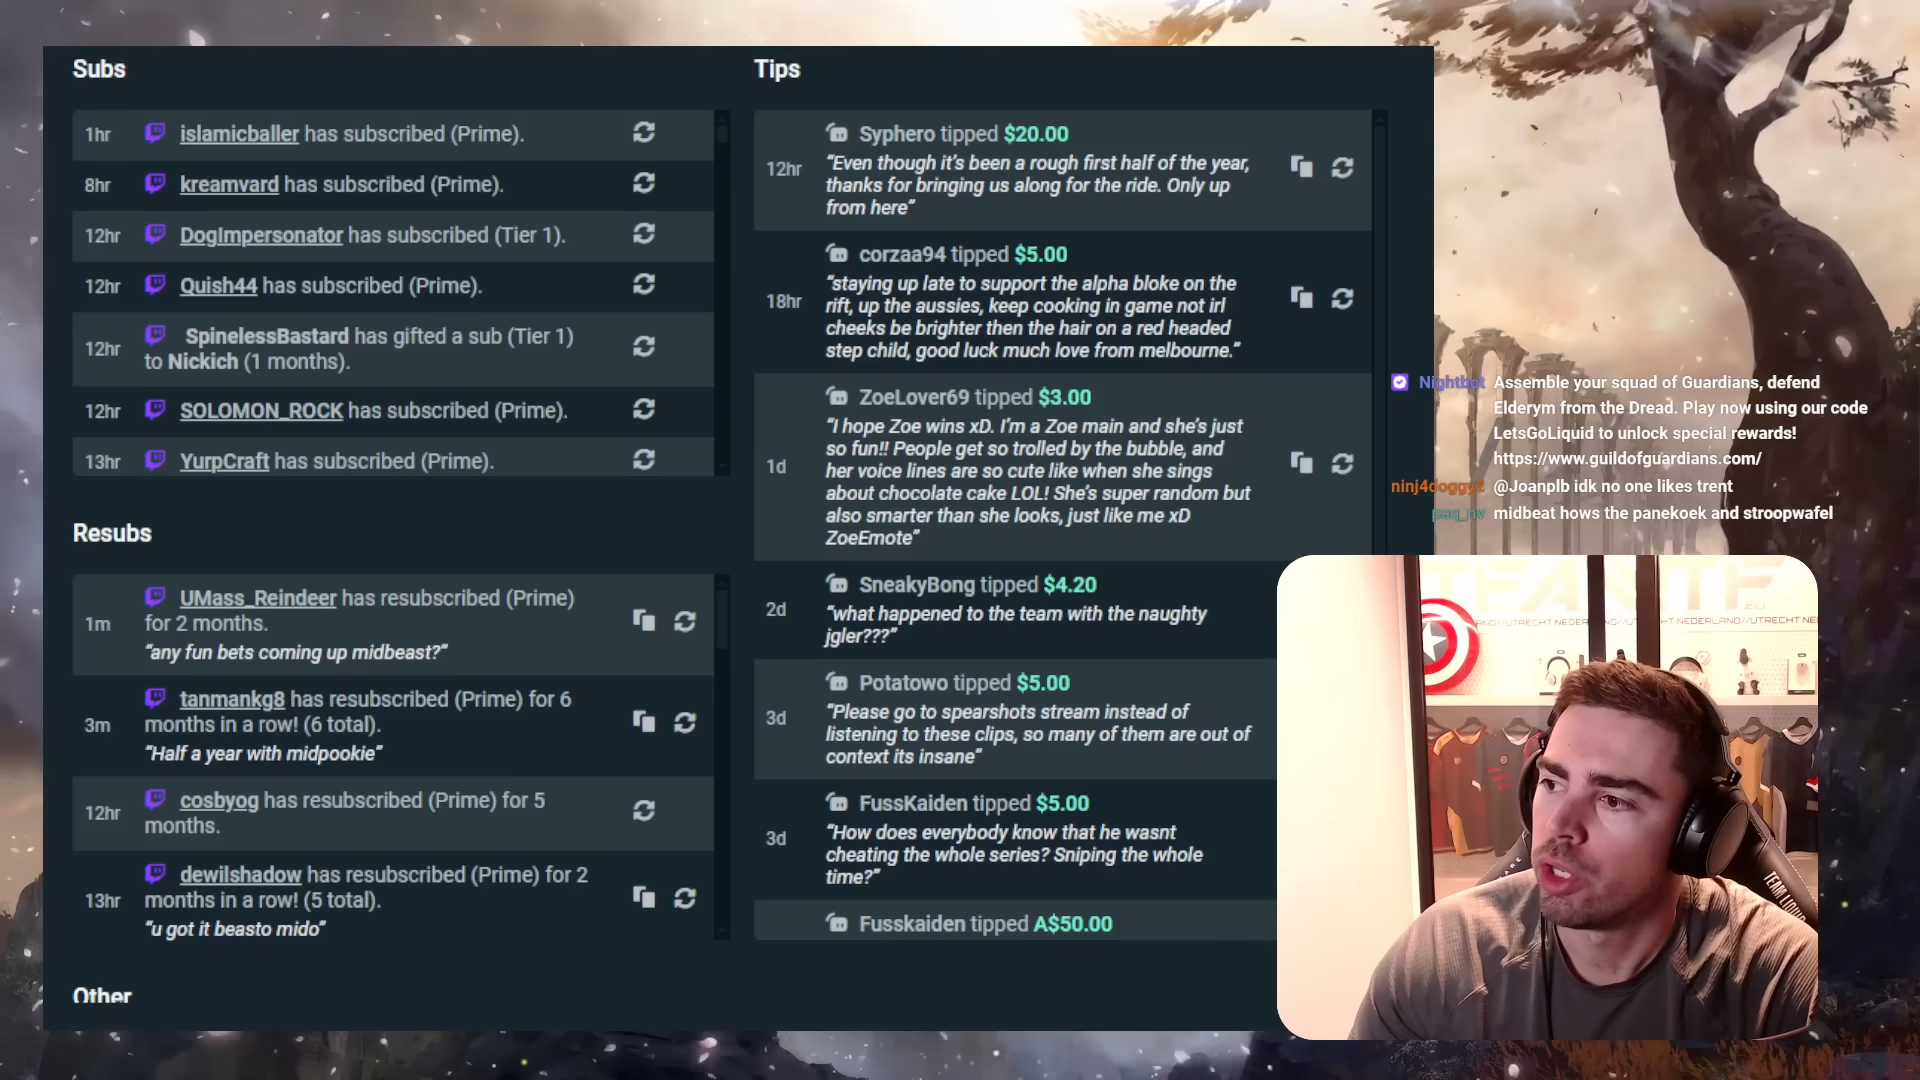 Subs
1hr islamicballer has subscribed (Prime).
8hr kreamvard has subscribed (Prime).
12hr DogImpersonator has subscribed (Tier 1).
12hr Quish44 has subscribed (Prime).
12hr SpinelessBastard has gifted a sub (Tier 1)
to Nickich (1 months).
12hr SOLOMON_ROCK has subscribed (Prime).
13hr YurpCraft has subscribed (Prime).
Resubs
1m UMass_Reindeer has resubscribed (Prime)
for 2 months.
“any fun bets coming up midbeast?”
3m tanmankg8 has resubscribed (Prime) for 6
months in a row! (6 total).
“Half a year with midpookie”
12hr cosbyog has resubscribed (Prime) for 5
months.
13hr dewilshadow has resubscribed (Prime) for 2
months in a row! (5 total).
“u got it beasto mido”
Other
Tips
12hr Syphero tipped $20.00
“Even though it’s been a rough first half of the year,
thanks for bringing us along for the ride. Only up
from here”
18hr corzaa94 tipped $5.00
“staying up late to support the alpha bloke on the
rift, up the aussies, keep cooking in game not irl
cheeks be brighter then the hair on a red headed
step child, good luck much love from melbourne.”
1d ZoeLover69 tipped $3.00
“I hope Zoe wins xD. I’m a Zoe main and she’s just
so fun!! People get so trolled by the bubble, and
her voice lines are so cute like when she sings
about chocolate cake LOL! She’s super random but
also smarter than she looks, just like me xD
ZoeEmote”
2d SneakyBong tipped $4.20
“what happened to the team with the naughty
jgler???”
3d Potatowo tipped $5.00
“Please go to spearshots stream instead of
listening to these clips, so many of them are out of
context its insane”
3d FussKaiden tipped $5.00
“How does everybody know that he wasnt
cheating the whole series? Sniping the whole
time?”
Fusskaiden tipped A$50.00
Nightbot Assemble your squad of Guardians, defend
Elderym from the Dread. Play now using our code
LetsGoLiquid to unlock special rewards!
https://www.guildofguardians.com/
ninj4doggy2 @Joanplb idk no one likes trent
midbeat hows the panekoek and stroopwafel
UTRECHT NEDERLAND//UTRECHT